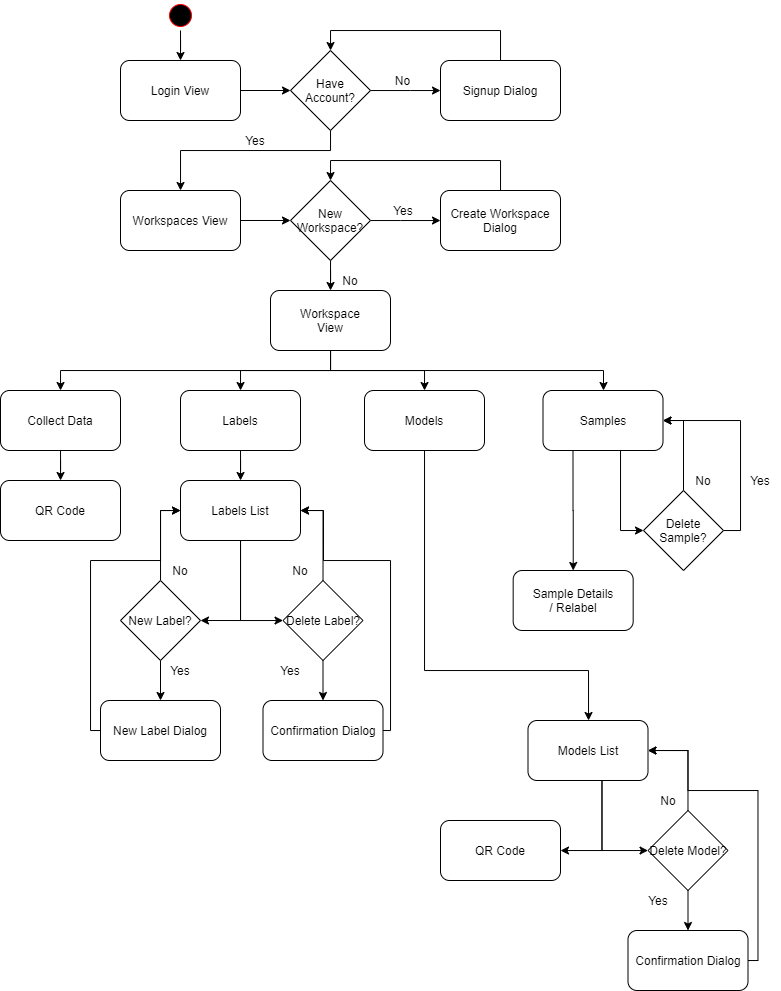 Login View
Have
Account?
No
Signup Dialog
Yes
Workspaces View
New
Workspace?
Yes
Create Workspace
Dialog
No
Workspace
View
Collect Data
Labels
Models
Samples
QR Code
Labels List
No
Yes
Delete
Sample?
No
No
Sample Details
/ Relabel
New Label?
Delete Label?
Yes
Yes
New Label Dialog
Confirmation Dialog
Models List
No
QR Code
Delete Model?
Yes
Confirmation Dialog